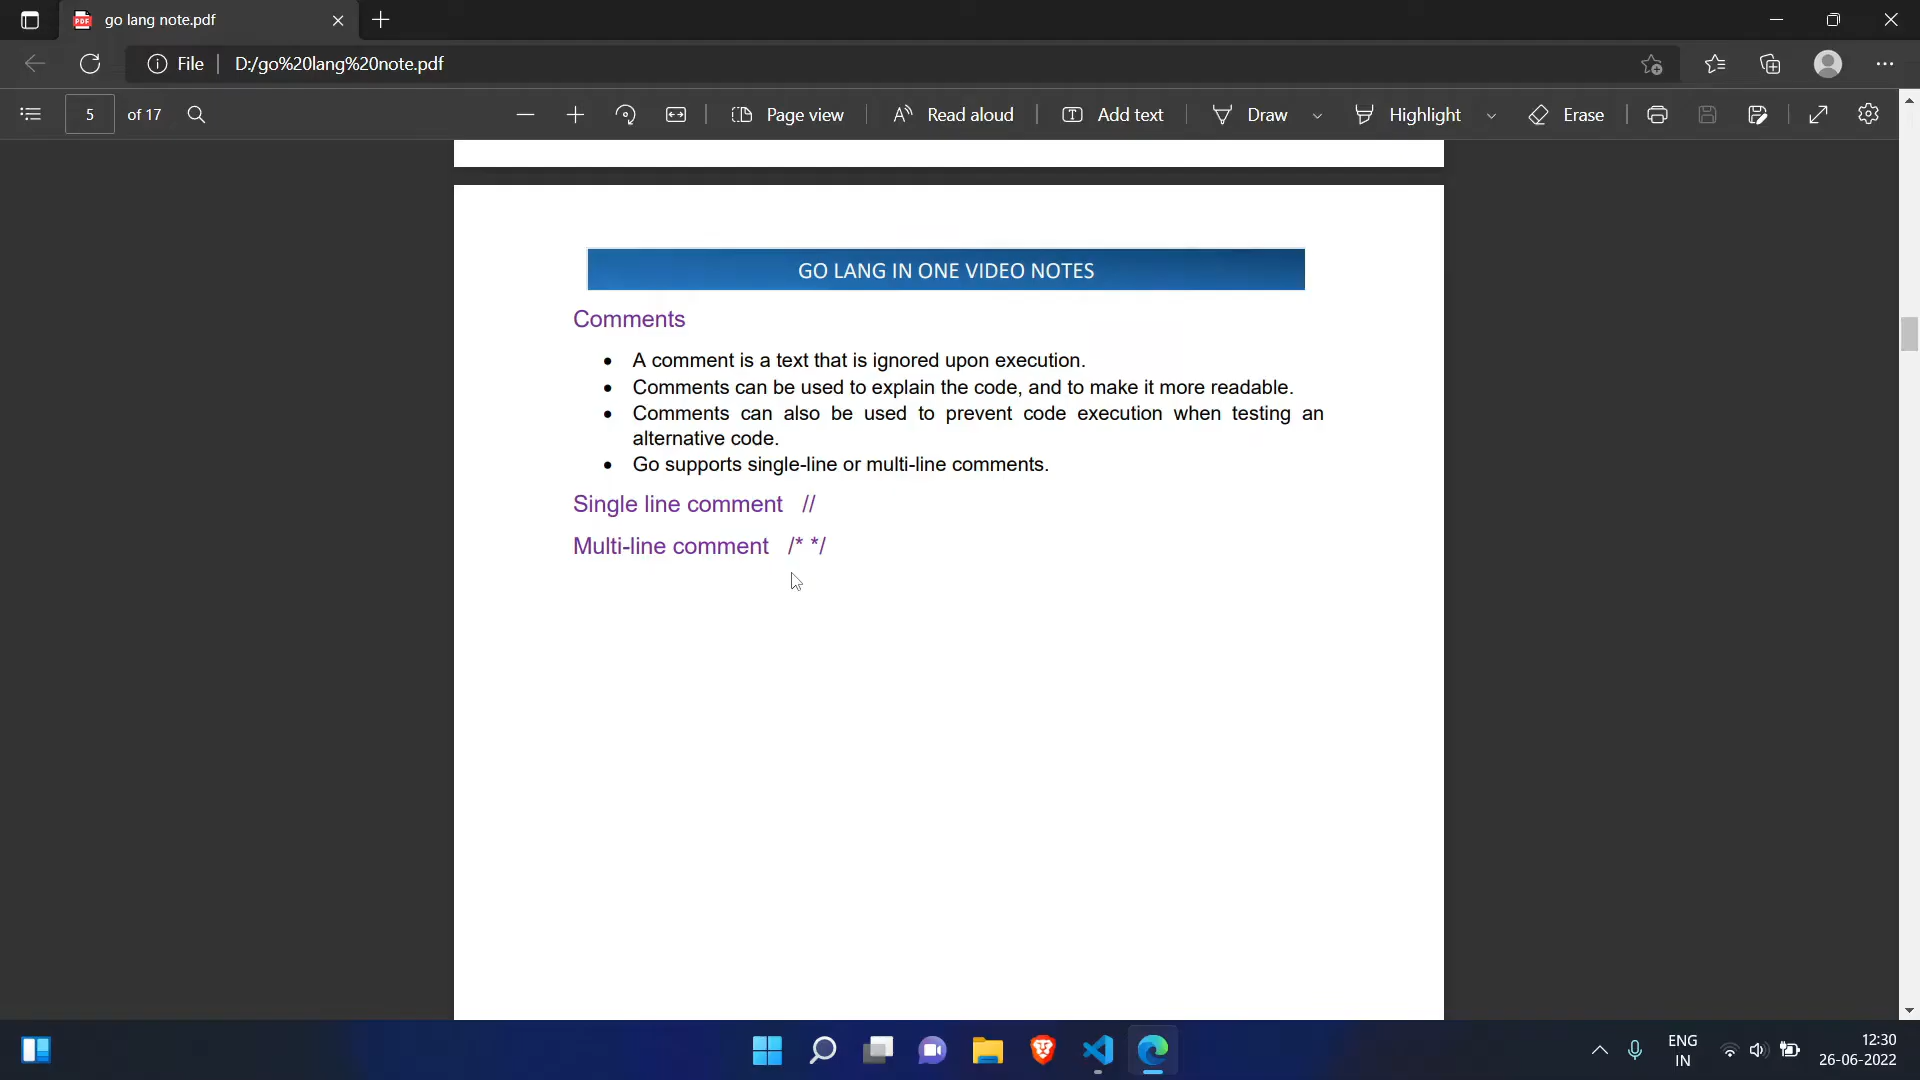 go lang note.pdf
File
D:/go%20lang%20note.pdf
5 of 17
Page view
Read aloud
Add text
Draw
Highlight
Erase
GO LANG IN ONE VIDEO NOTES
Comments
• A comment is a text that is ignored upon execution.
• Comments can be used to explain the code, and to make it more readable.
• Comments can also be used to prevent code execution when testing an
alternative code.
• Go supports single-line or multi-line comments.
Single line comment //
Multi-line comment /* */
ENG
IN
12:30
26-06-2022